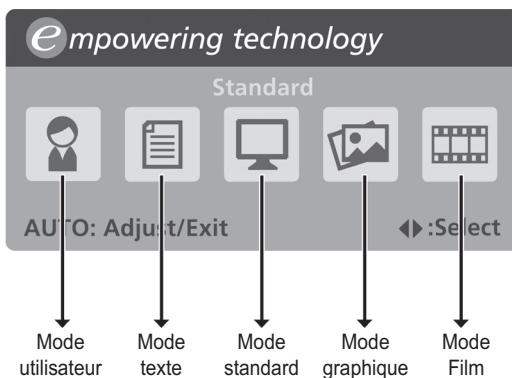 empowering technology
Standard
AUTO: Adjust/Exit :Select
Mode utilisateur
Mode texte
Mode standard
Mode graphique
Mode Film